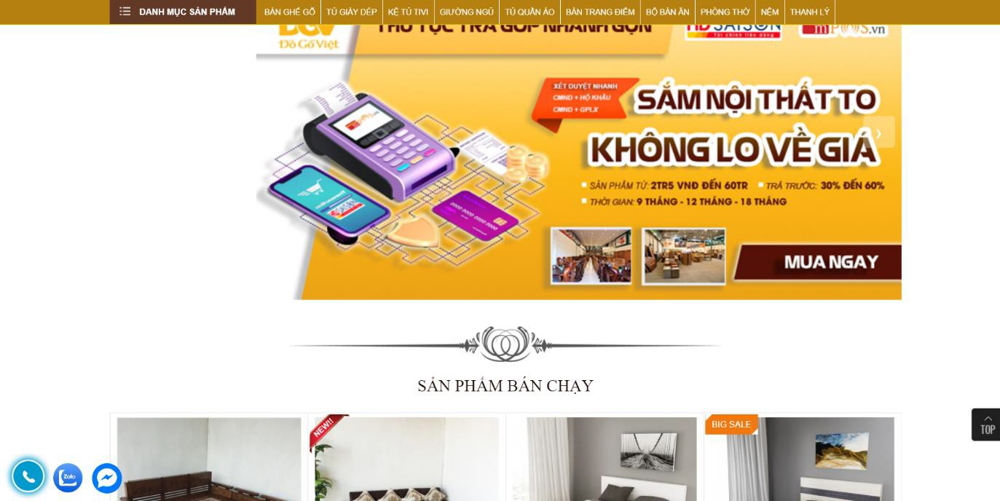 DANH MỤC SẢN PHẨM
BÀN GHẾ GỖ
TỦ GIÀY DÉP
KỆ TỦ TIVI
GIƯỜNG NGỦ
TỦ QUẦN ÁO
BÀN TRANG ĐIỂM
BỘ BÀN ĂN
PHÒNG THỜ
NỆM
THANH LÝ
DGV
Đồ Gỗ Việt
THỦ TỤC TRẢ GÓP NHANH GỌN
HD SAISON
Tài chính tiêu dùng
mPOS.vn
XÉT DUYỆT NHANH
CMND + HỘ KHẨU
CMND + GPLX
SẮM NỘI THẤT TO
KHÔNG LO VỀ GIÁ
SẢN PHẨM TỪ: 2TR5 VNĐ ĐẾN 60TR
TRẢ TRƯỚC: 30% ĐẾN 60%
THỜI GIAN: 9 THÁNG - 12 THÁNG - 18 THÁNG
MUA NGAY
SẢN PHẨM BÁN CHẠY
NEW!!
BIG SALE
TOP
Zalo